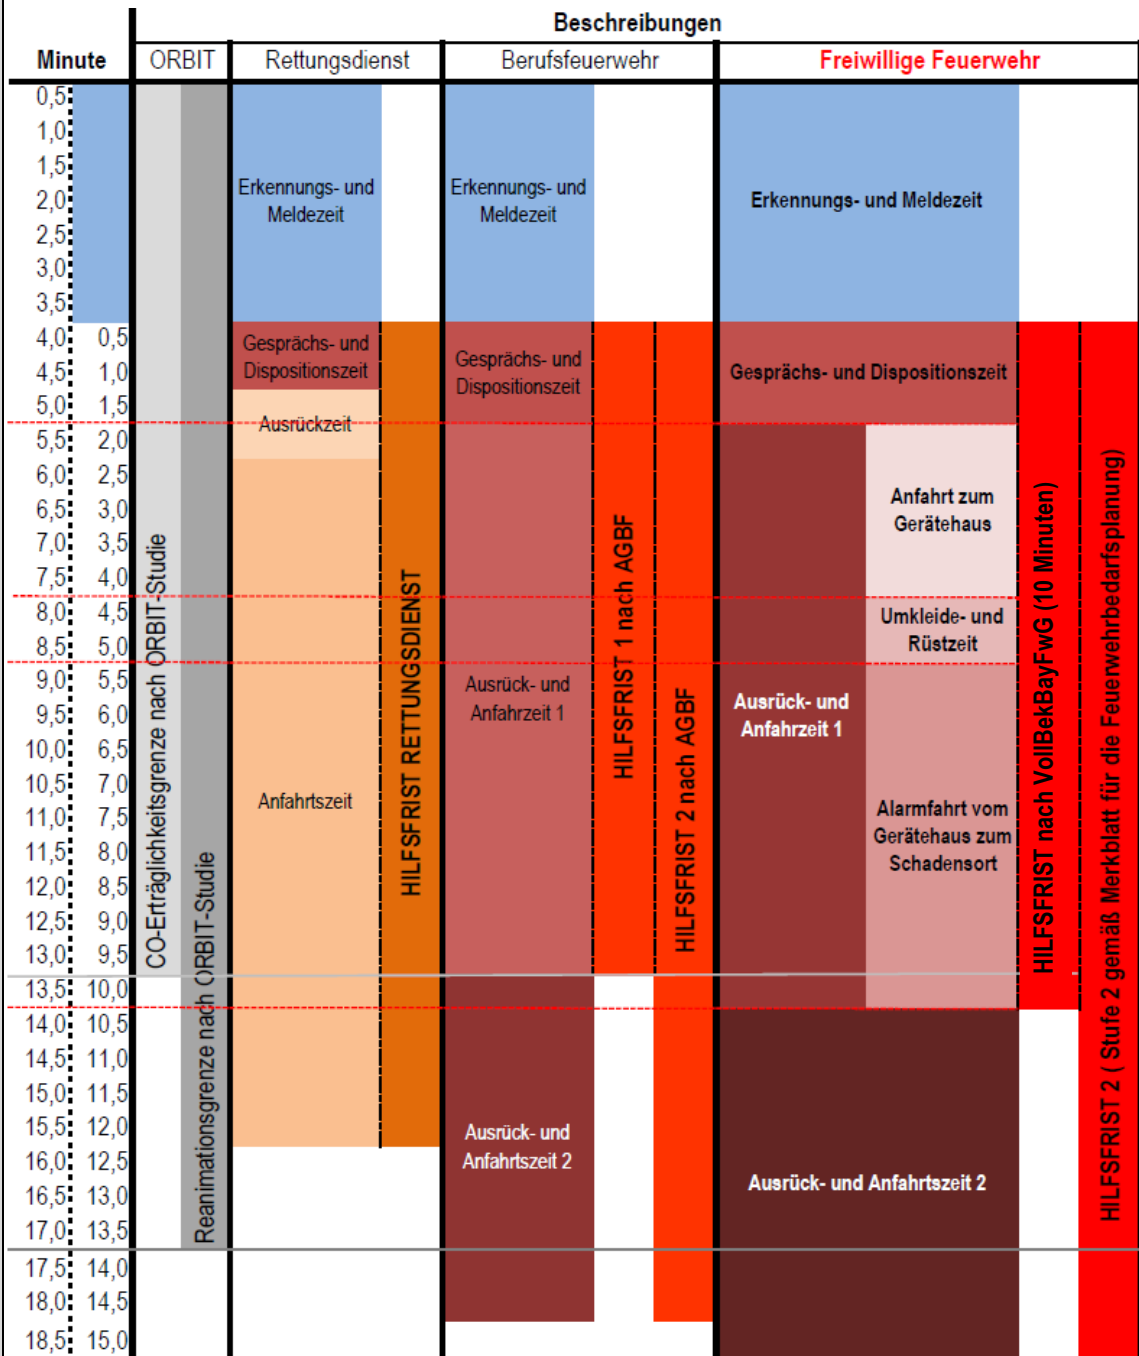 Beschreibungen
Minute ORBIT Rettungsdienst Berufsfeuerwehr Freiwillige Feuerwehr
0,5
1,0
1,5
2,0
2,5
3,0
3,5
4,0 0,5
4,5 1,0
5,0 1,5
5,5 2,0
6,0 2,5
6,5 3,0
7,0 3,5
7,5 4,0
8,0 4,5
8,5 5,0
9,0 5,5
9,5 6,0
10,0 6,5
10,5 7,0
11,0 7,5
11,5 8,0
12,0 8,5
12,5 9,0
13,0 9,5
13,5 10,0
14,0 10,5
14,5 11,0
15,0 11,5
15,5 12,0
16,0 12,5
16,5 13,0
17,0 13,5
17,5 14,0
18,0 14,5
18,5 15,0
CO-Erträglichkeitsgrenze nach ORBIT-Studie
Reanimationsgrenze nach ORBIT-Studie
Erkennungs- und
Meldezeit
Gesprächs- und
Dispositionszeit
Ausrückzeit
Anfahrtszeit
HILFSFRIST RETTUNGSDIENST
Erkennungs- und
Meldezeit
Gesprächs- und
Dispositionszeit
Ausrück- und
Anfahrzeit 1
Ausrück- und
Anfahrtszeit 2
HILFSFRIST 1 nach AGBF
HILFSFRIST 2 nach AGBF
Erkennungs- und Meldezeit
Gesprächs- und Dispositionszeit
Ausrück- und
Anfahrzeit 1
Anfahrt zum
Gerätehaus
Umkleide- und
Rüstzeit
Alarmfahrt vom
Gerätehaus zum
Schadensort
Ausrück- und Anfahrtszeit 2
HILFSFRIST nach VollBekBayFwG (10 Minuten)
HILFSFRIST 2 ( Stufe 2 gemäß Merkblatt für die Feuerwehrbedarfsplanung)